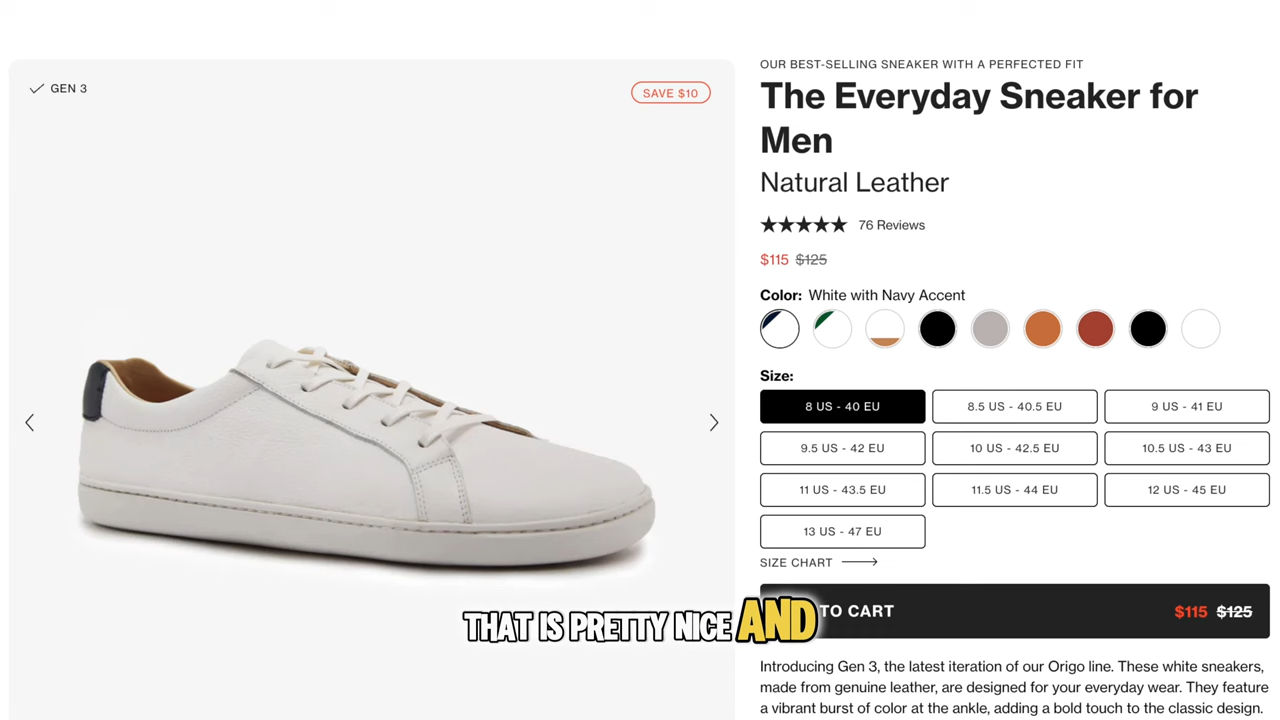 GEN 3
SAVE $10
OUR BEST-SELLING SNEAKER WITH A PERFECTED FIT
The Everyday Sneaker for
Men
Natural Leather
76 Reviews
$115 $125
Color: White with Navy Accent
Size:
8 US - 40 EU
8.5 US - 40.5 EU
9 US - 41 EU
9.5 US - 42 EU
10 US - 42.5 EU
10.5 US - 43 EU
11 US - 43.5 EU
11.5 US - 44 EU
12 US - 45 EU
13 US - 47 EU
SIZE CHART
TO CART $115 $125
THAT IS PRETTY NICE AND
Introducing Gen 3, the latest iteration of our Origo line. These white sneakers,
made from genuine leather, are designed for your everyday wear. They feature
a vibrant burst of color at the ankle, adding a bold touch to the classic design.